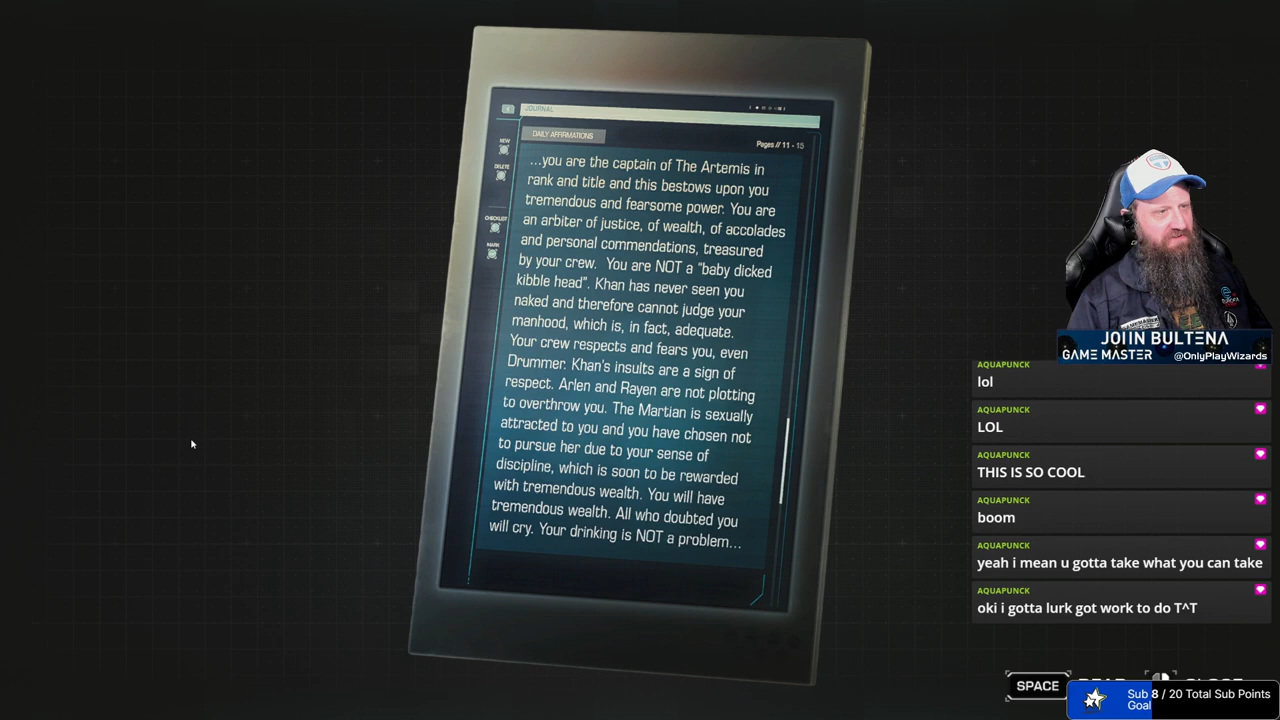 JOURNAL
DAILY AFFIRMATIONS
Pages // 11 - 15
NEW
DELETE
CHECKLIST
MARK
...you are the captain of The Artemis in
rank and title and this bestows upon you
tremendous and fearsome power. You are
an arbiter of justice, of wealth, of accolades
and personal commendations, treasured
by your crew. You are NOT a "baby dicked
kibble head". Khan has never seen you
naked and therefore cannot judge your
manhood, which is, in fact, adequate.
Your crew respects and fears you, even
Drummer. Khan's insults are a sign of
respect. Arlen and Rayen are not plotting
to overthrow you. The Martian is sexually
attracted to you and you have chosen not
to pursue her due to your sense of
discipline, which is soon to be rewarded
with tremendous wealth. You will have
tremendous wealth. All who doubted you
will cry. Your drinking is NOT a problem...
JOHN BULTENA
GAME MASTER
@OnlyPlayWizards
AQUAPUNCK
lol
AQUAPUNCK
LOL
AQUAPUNCK
THIS IS SO COOL
AQUAPUNCK
boom
AQUAPUNCK
yeah i mean u gotta take what you can take
AQUAPUNCK
oki i gotta lurk got work to do T^T
SPACE
Sub Goal
8 / 20 Total Sub Points